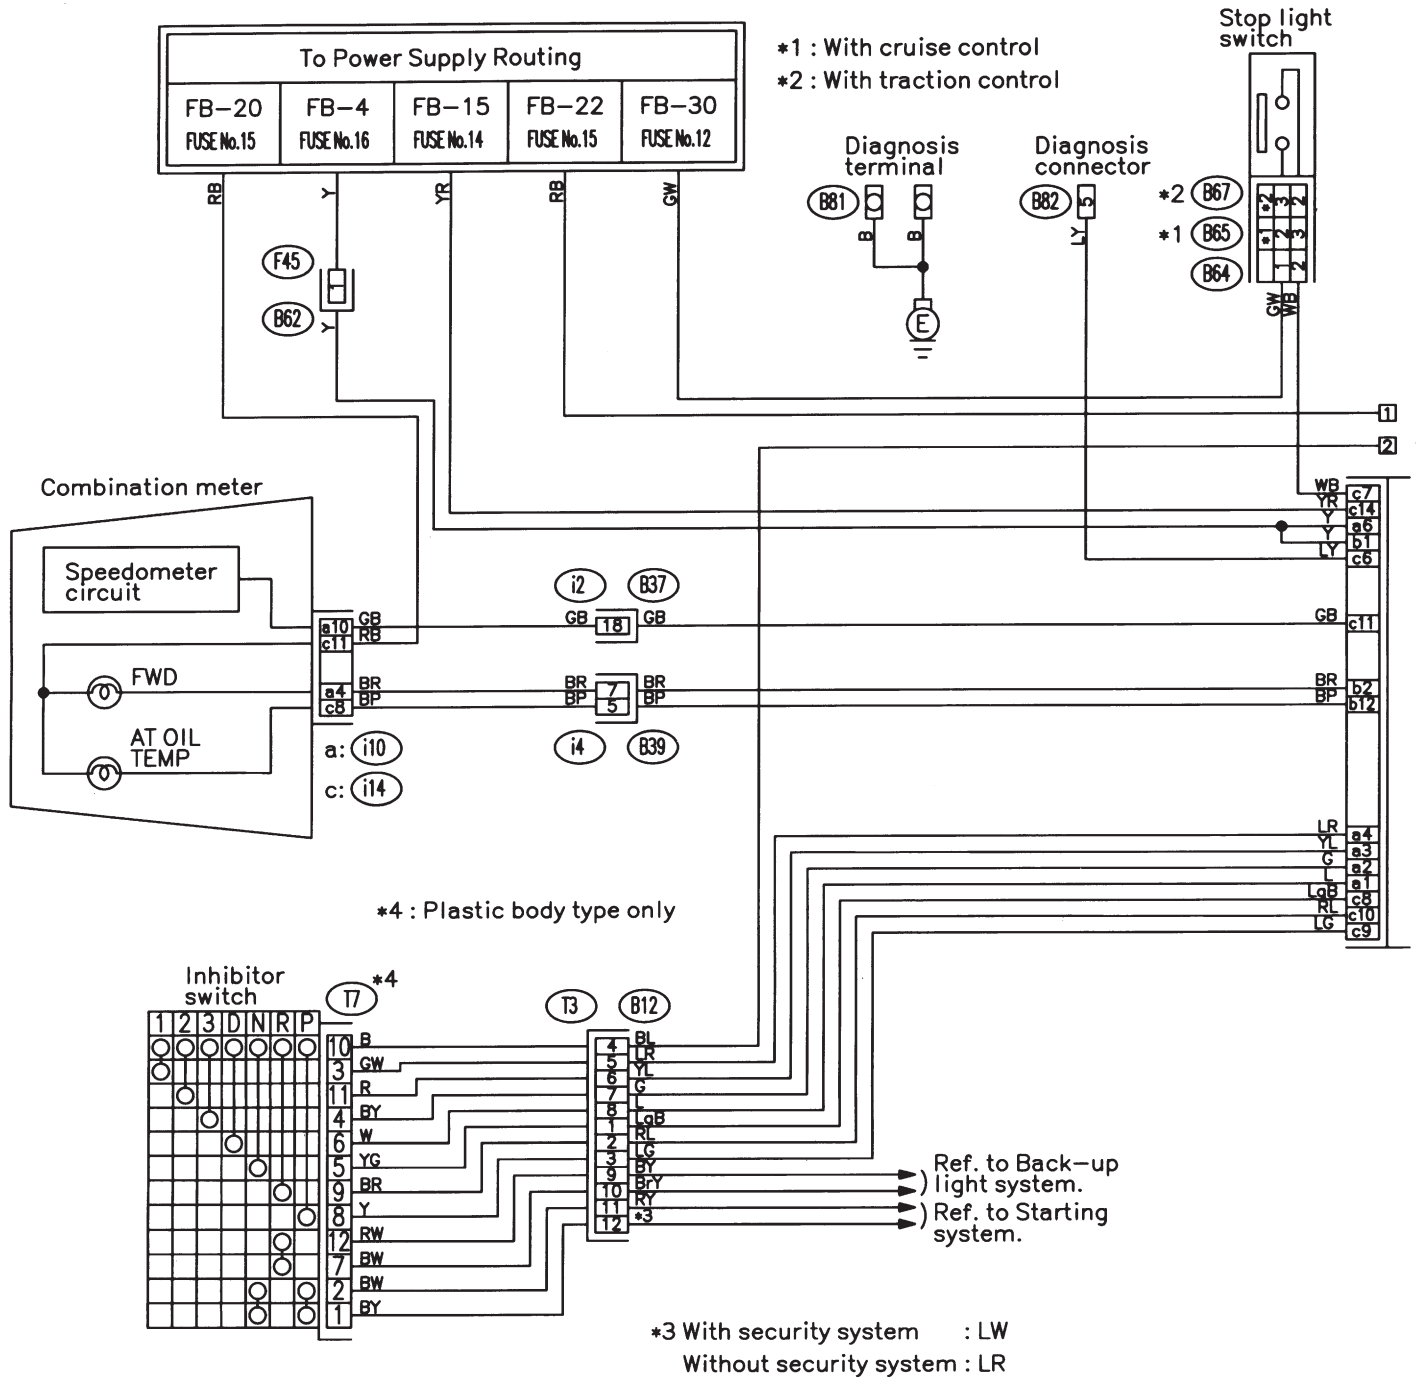 To Power Supply Routing
FB-20 FB-4 FB-15 FB-22 FB-30
FUSE No.15 FUSE No.16 FUSE No.14 FUSE No.15 FUSE No.12
*1 : With cruise control
*2 : With traction control
Stop light
switch
Diagnosis
terminal
Diagnosis
connector
B81
B82
5
*2 B67
*1 B65
B64
*2 3 2
*1 2 3
1 2
RB Y YR RB GW
B B LY
GW WB
F45
1
B62
Y
E
1
2
Combination meter
Speedometer
circuit
FWD
AT OIL
TEMP
a10 GB
c11 RB
a4 BR
c8 BP
a: i10
c: i14
i2 B37
GB 18 GB
BR 7 BR
BP 5 BP
i4 B39
WB c7
YR c14
Y a6
Y b1
LY c6
GB c11
BR b2
BP b12
LR a4
YL a3
G a2
L a1
LgB c8
RL c10
LG c9
*4 : Plastic body type only
Inhibitor
switch
T7 *4
T3 B12
1 2 3 D N R P
10 B
3 GW
11 R
4 BY
6 W
5 YG
9 BR
8 Y
12 RW
7 BW
2 BW
1 BY
4 BL
5 LR
6 YL
7 G
8 L
1 LgB
2 RL
3 LG
9 BY
10 BrY
11 RY
12 *3
Ref. to Back-up
light system.
Ref. to Starting
system.
*3 With security system : LW
Without security system : LR